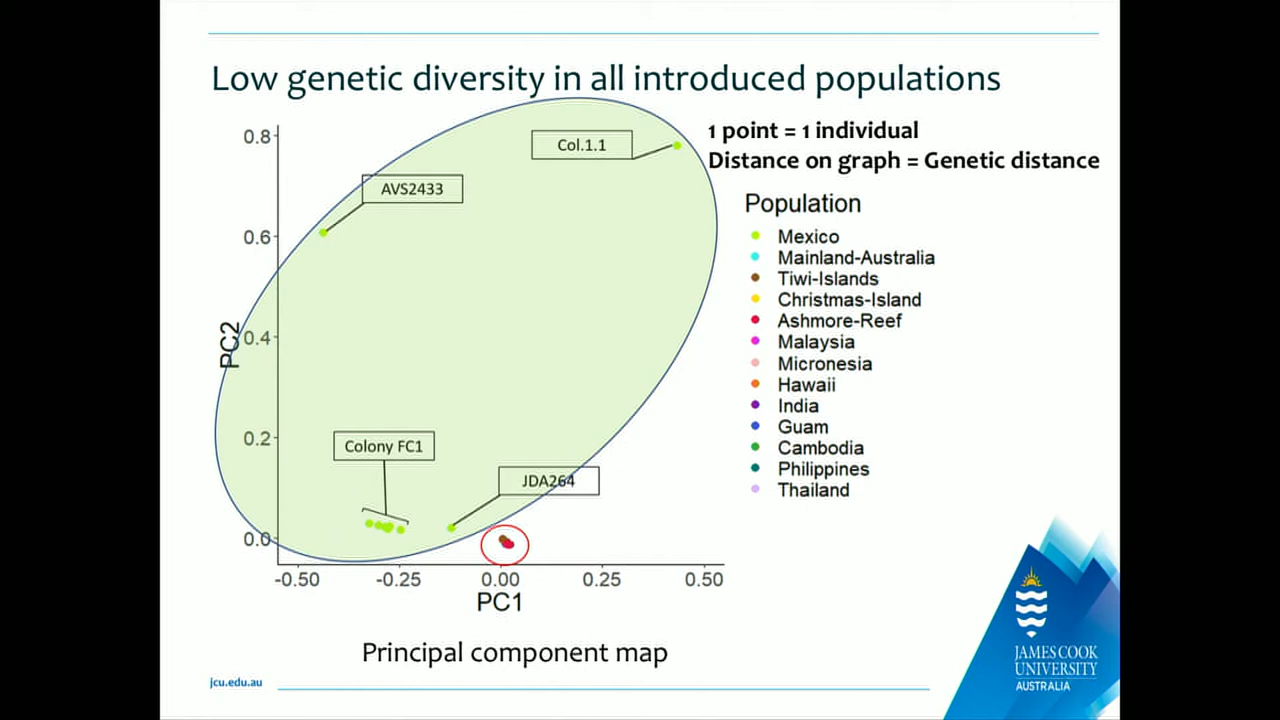 Low genetic diversity in all introduced populations
1 point = 1 individual
Distance on graph = Genetic distance
Col.1.1
AVS2433
Colony FC1
JDA264
0.8
0.6
0.4
0.2
0.0
PC2
-0.50
-0.25
0.00
0.25
0.50
PC1
Population
Mexico
Mainland-Australia
Tiwi-Islands
Christmas-Island
Ashmore-Reef
Malaysia
Micronesia
Hawaii
India
Guam
Cambodia
Philippines
Thailand
Principal component map
jcu.edu.au
JAMES COOK
UNIVERSITY
AUSTRALIA